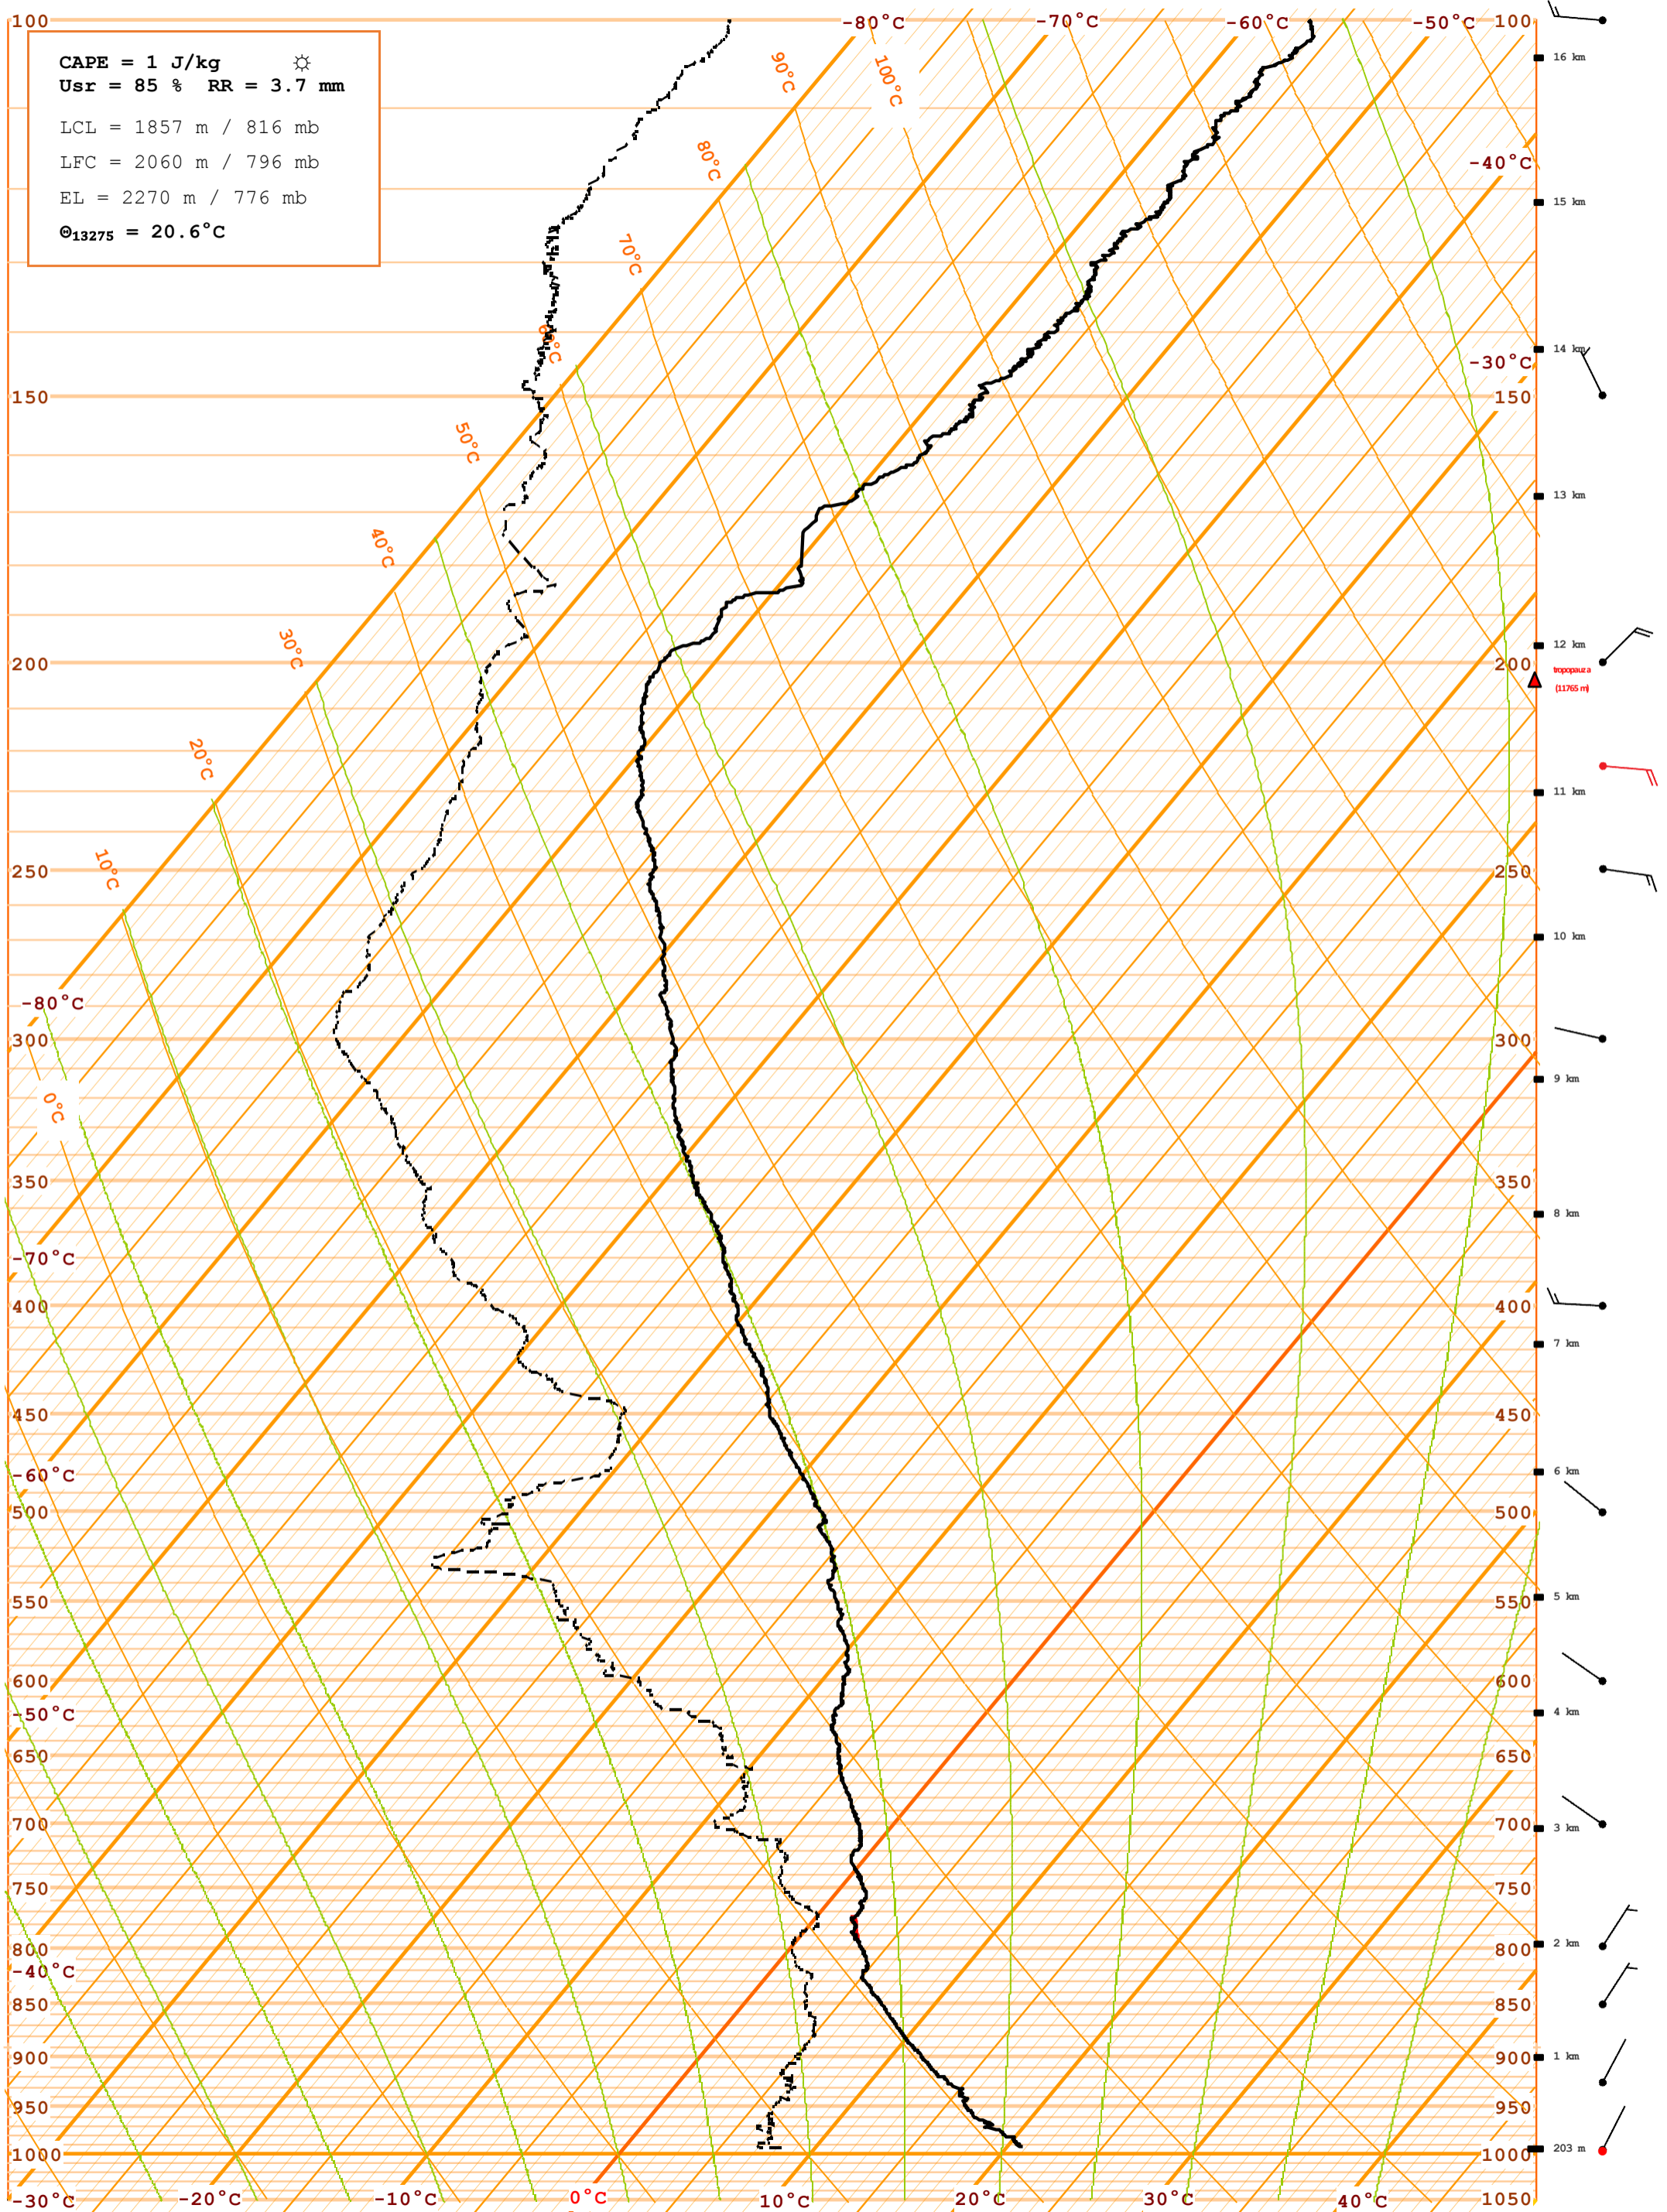 100 -80°C -70°C -60°C -50°C 100
CAPE = 1 J/kg ☼
Usr = 85 % RR = 3.7 mm
LCL = 1857 m / 816 mb
LFC = 2060 m / 796 mb
EL = 2270 m / 776 mb
Θ13275 = 20.6°C
90°C 100°C
16 km
80°C -40°C
15 km
70°C
60°C 14 km
-30°C
150 150
50°C
13 km
40°C
30°C 12 km
200 200
tropopauza
(11765 m)
20°C
11 km
10°C 250 250
10 km
-80°C
300 300
9 km
0°C
350 350
8 km
-70°C
400 400
7 km
450 450
-60°C 6 km
500 500
5 km
550 550
600 600
-50°C 4 km
650 650
700 700
3 km
750 750
800 800
2 km
-40°C
850 850
900 900
1 km
950 950
203 m
1000 1000
-30°C -20°C -10°C 0°C 10°C 20°C 30°C 40°C 1050